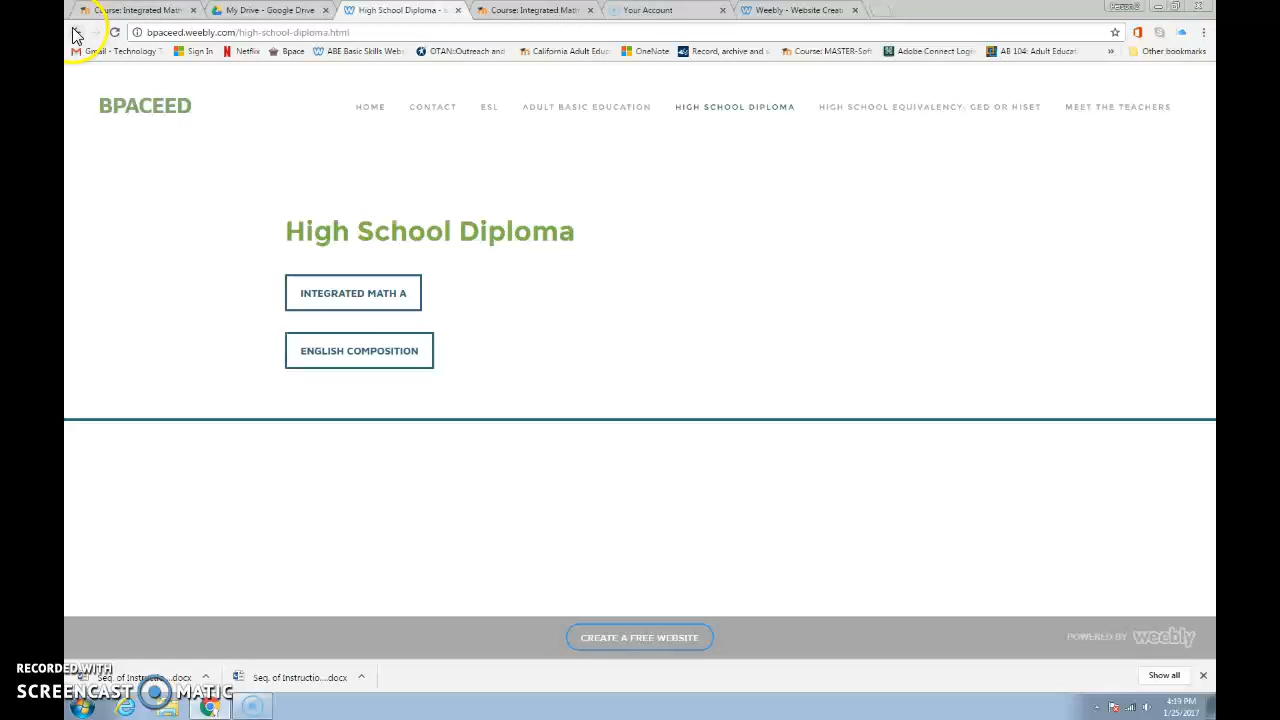 Course: Integrated Math
My Drive - Google Drive
High School Diploma -
Course: Integrated Math
Your Account
Weebly - Website Creat
Person 2
bpaceed.weebly.com/high-school-diploma.html
Gmail - Technology T
Sign In
Netflix
Bpace
ABE Basic Skills Webs
OTAN::Outreach and
California Adult Educ
OneNote
Record, archive and s
Course: MASTER-Soft
Adobe Connect Logi
AB 104: Adult Educat
»
Other bookmarks
BPACEED
HOME
CONTACT
ESL
ADULT BASIC EDUCATION
HIGH SCHOOL DIPLOMA
HIGH SCHOOL EQUIVALENCY: GED OR HISET
MEET THE TEACHERS
High School Diploma
INTEGRATED MATH A
ENGLISH COMPOSITION
CREATE A FREE WEBSITE
POWERED BY weebly
RECORDED WITH
SCREENCAST MATIC
Seq. of Instructio....docx
Seq. of Instructio....docx
Show all
4:19 PM
1/25/2017